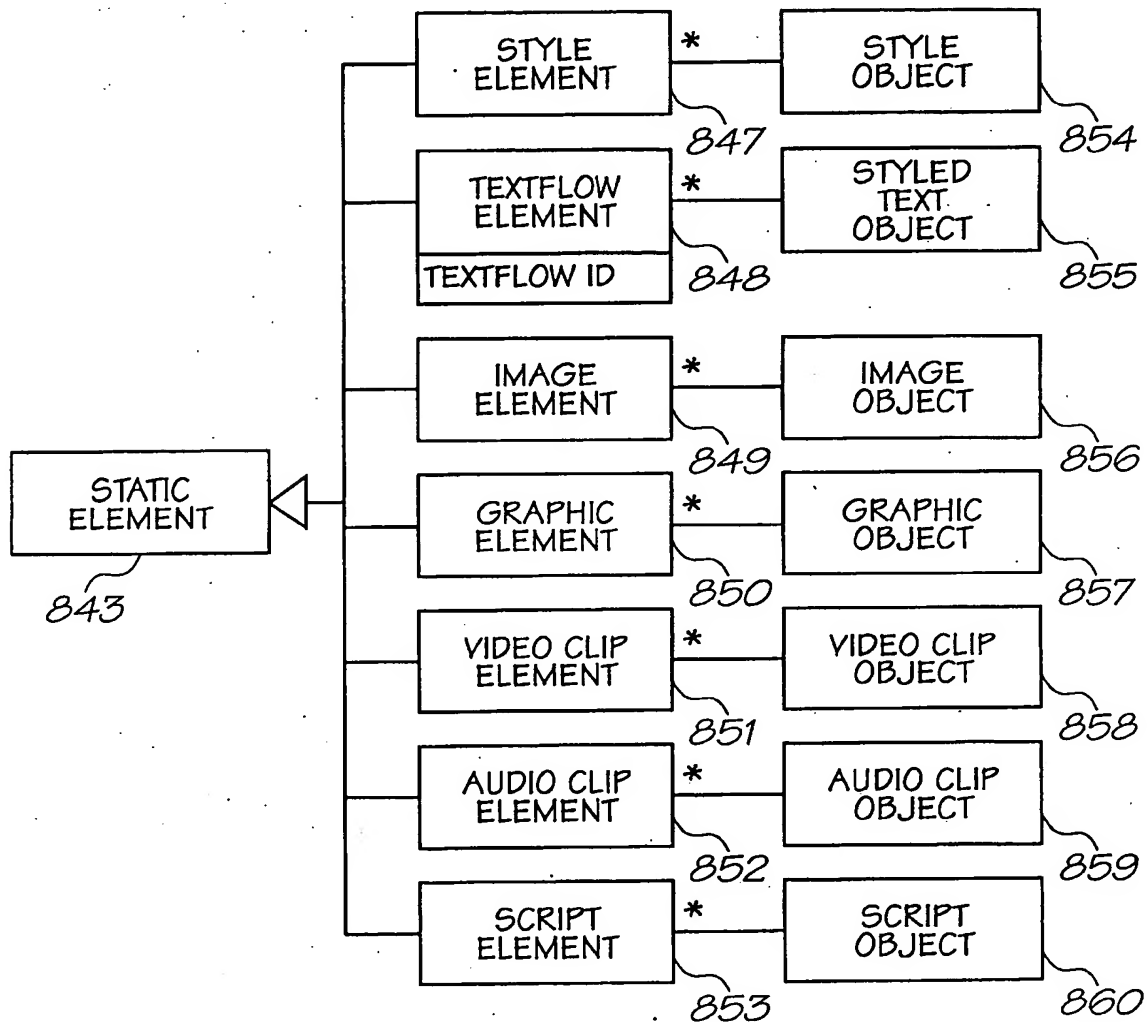 STYLE
ELEMENT
*
847
STYLE
OBJECT
854
TEXTFLOW
ELEMENT
TEXTFLOW ID
*
848
STYLED
TEXT
OBJECT
855
IMAGE
ELEMENT
*
849
IMAGE
OBJECT
856
STATIC
ELEMENT
843
GRAPHIC
ELEMENT
*
850
GRAPHIC
OBJECT
857
VIDEO CLIP
ELEMENT
*
851
VIDEO CLIP
OBJECT
858
AUDIO CLIP
ELEMENT
*
852
AUDIO CLIP
OBJECT
859
SCRIPT
ELEMENT
*
853
SCRIPT
OBJECT
860